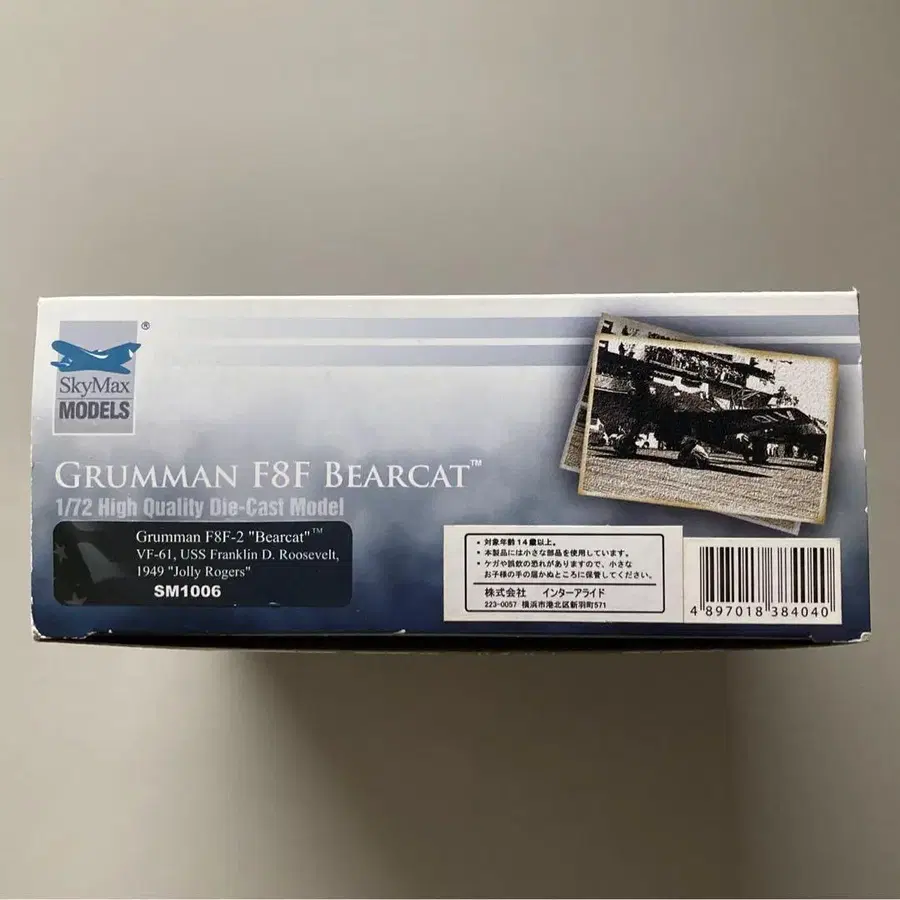 ®
SkyMax
MODELS
GRUMMAN F8F BEARCAT™
1/72 High Quality Die-Cast Model
Grumman F8F-2 "Bearcat"™
VF-61, USS Franklin D. Roosevelt,
1949 "Jolly Rogers"
SM1006
• 対象年齢14歳以上。
• 本製品には小さな部品を使用しています。
• ケガや誤飲の恐れがありますので、小さな
お子様の手の届かぬところに保管してください。
株式会社 インターアライド
223-0057 横浜市港北区新羽町571
4 897018 384040